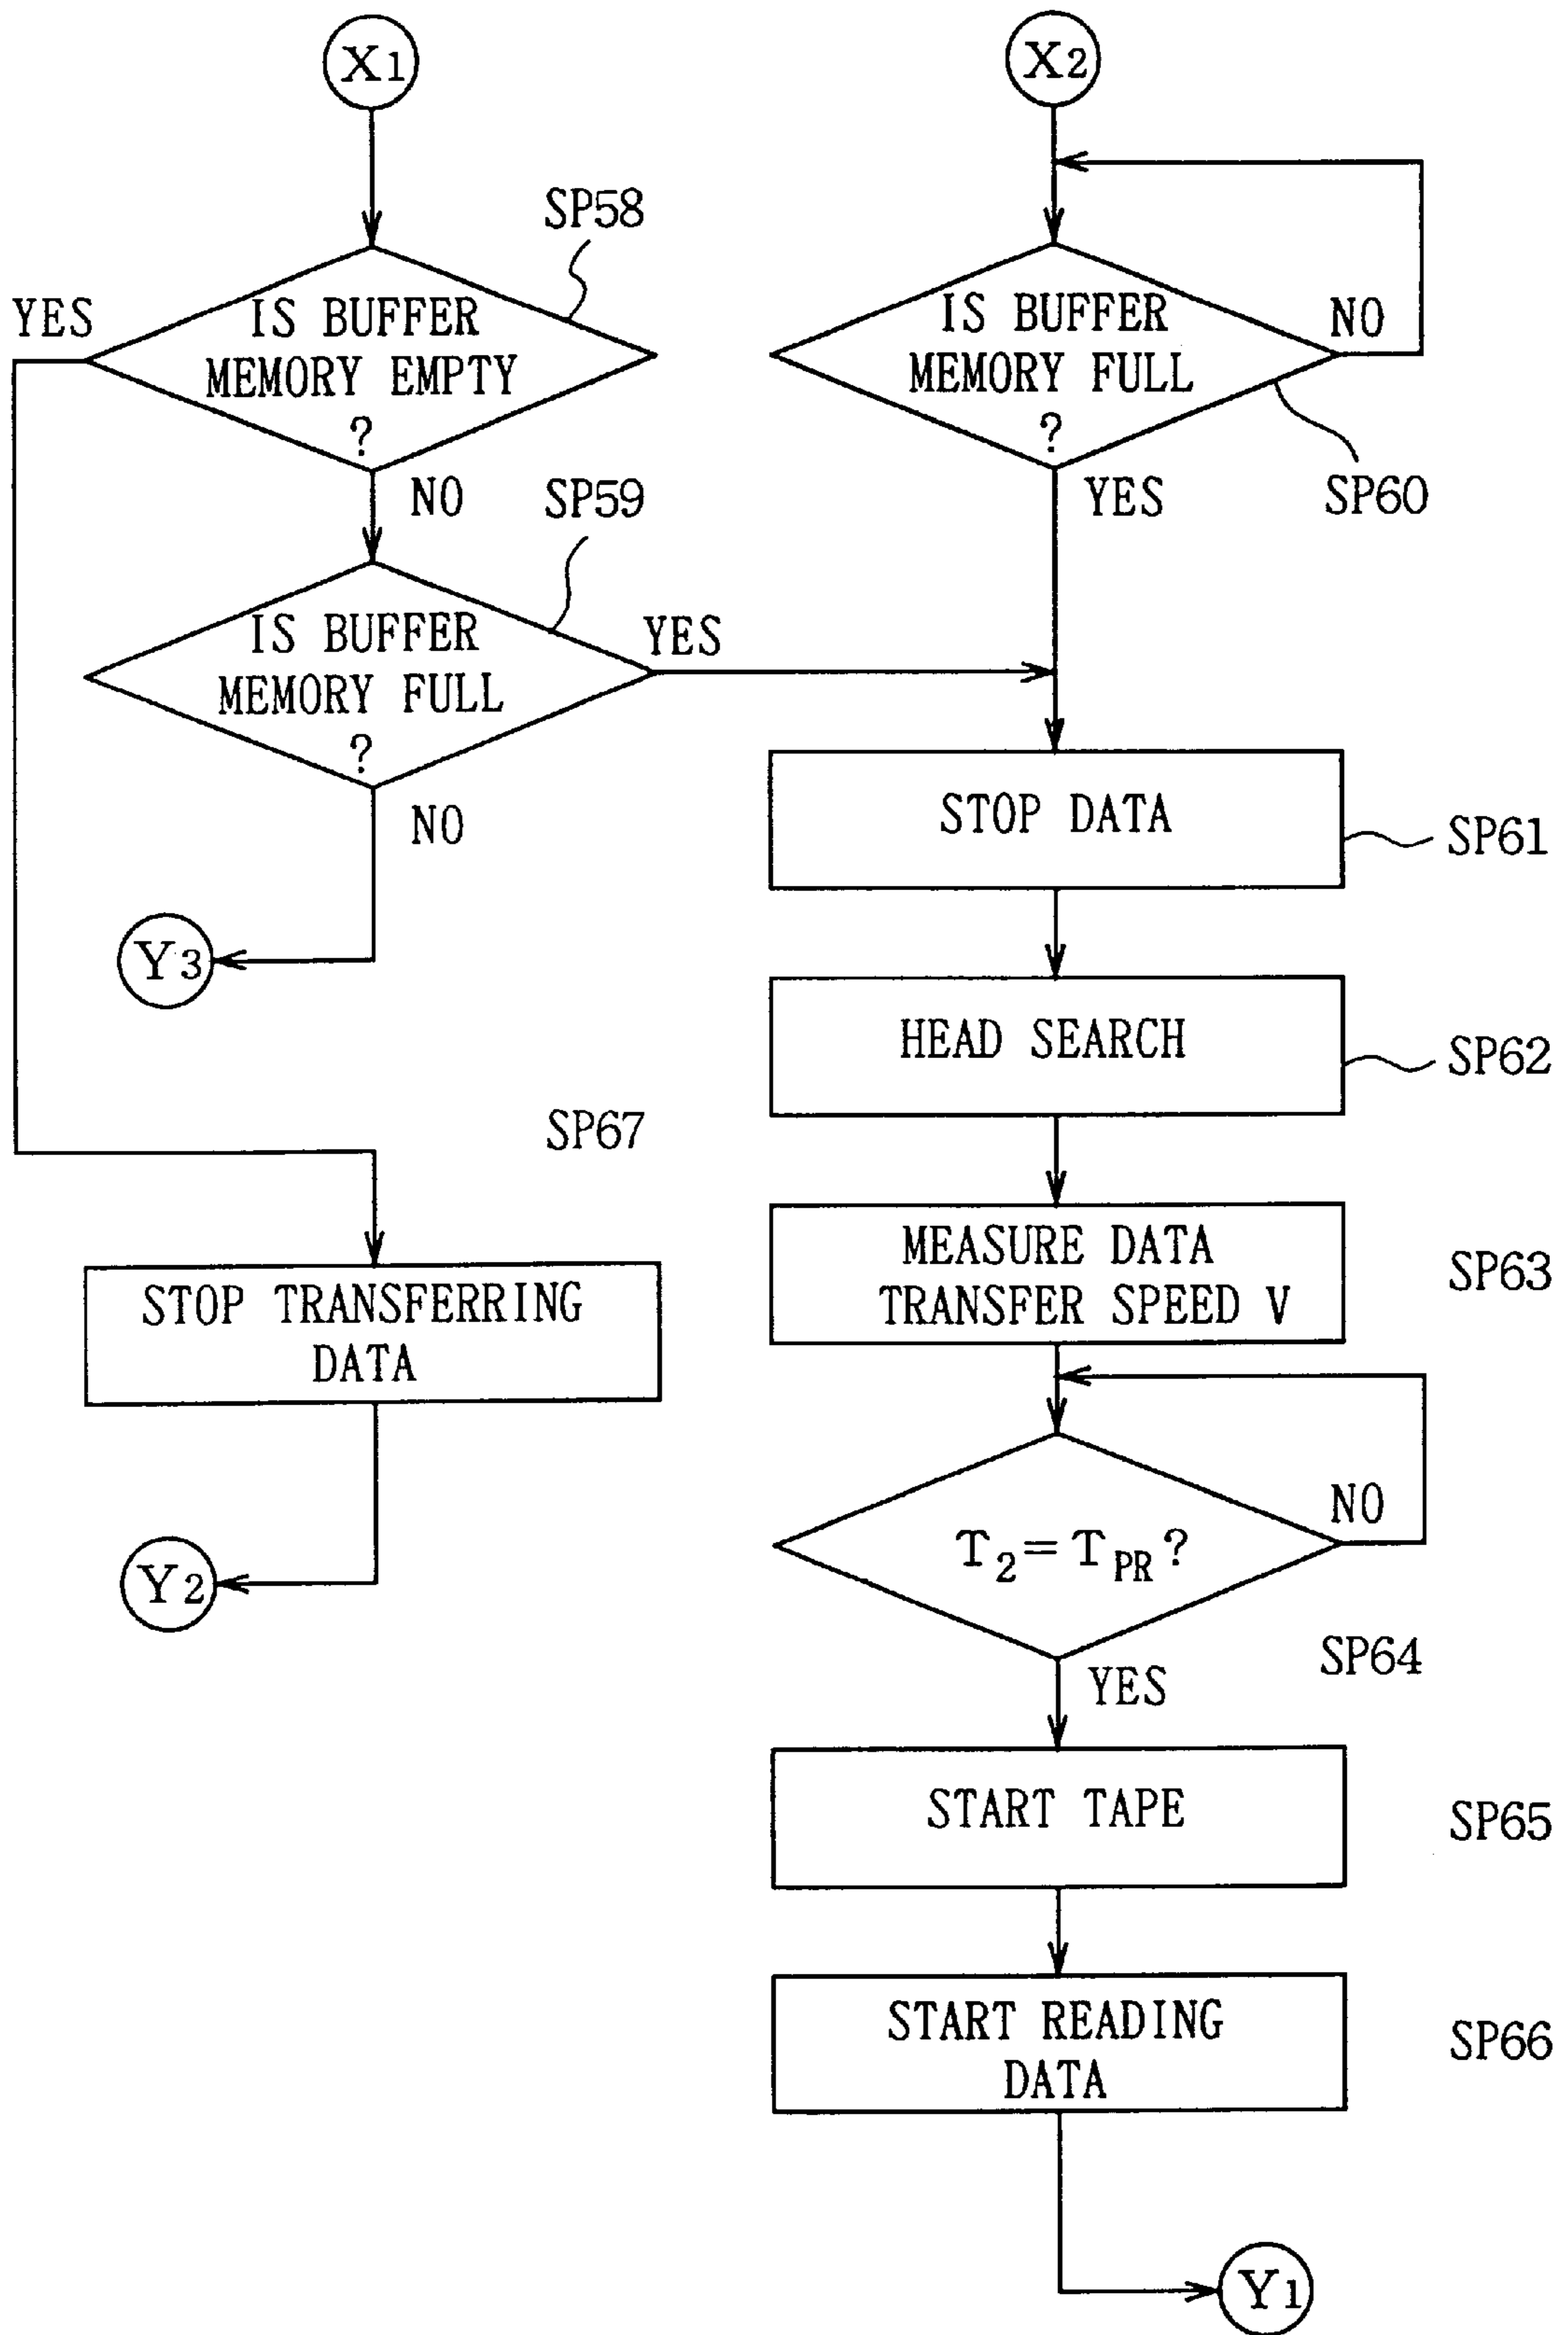 X1
X2
SP58
YES
IS BUFFER
MEMORY EMPTY
?
NO
IS BUFFER
MEMORY FULL
?
NO
YES
SP60
SP59
IS BUFFER
MEMORY FULL
?
YES
NO
Y3
STOP DATA
SP61
HEAD SEARCH
SP62
SP67
STOP TRANSFERRING
DATA
Y2
MEASURE DATA
TRANSFER SPEED V
SP63
T2=TPR?
NO
SP64
YES
START TAPE
SP65
START READING
DATA
SP66
Y1